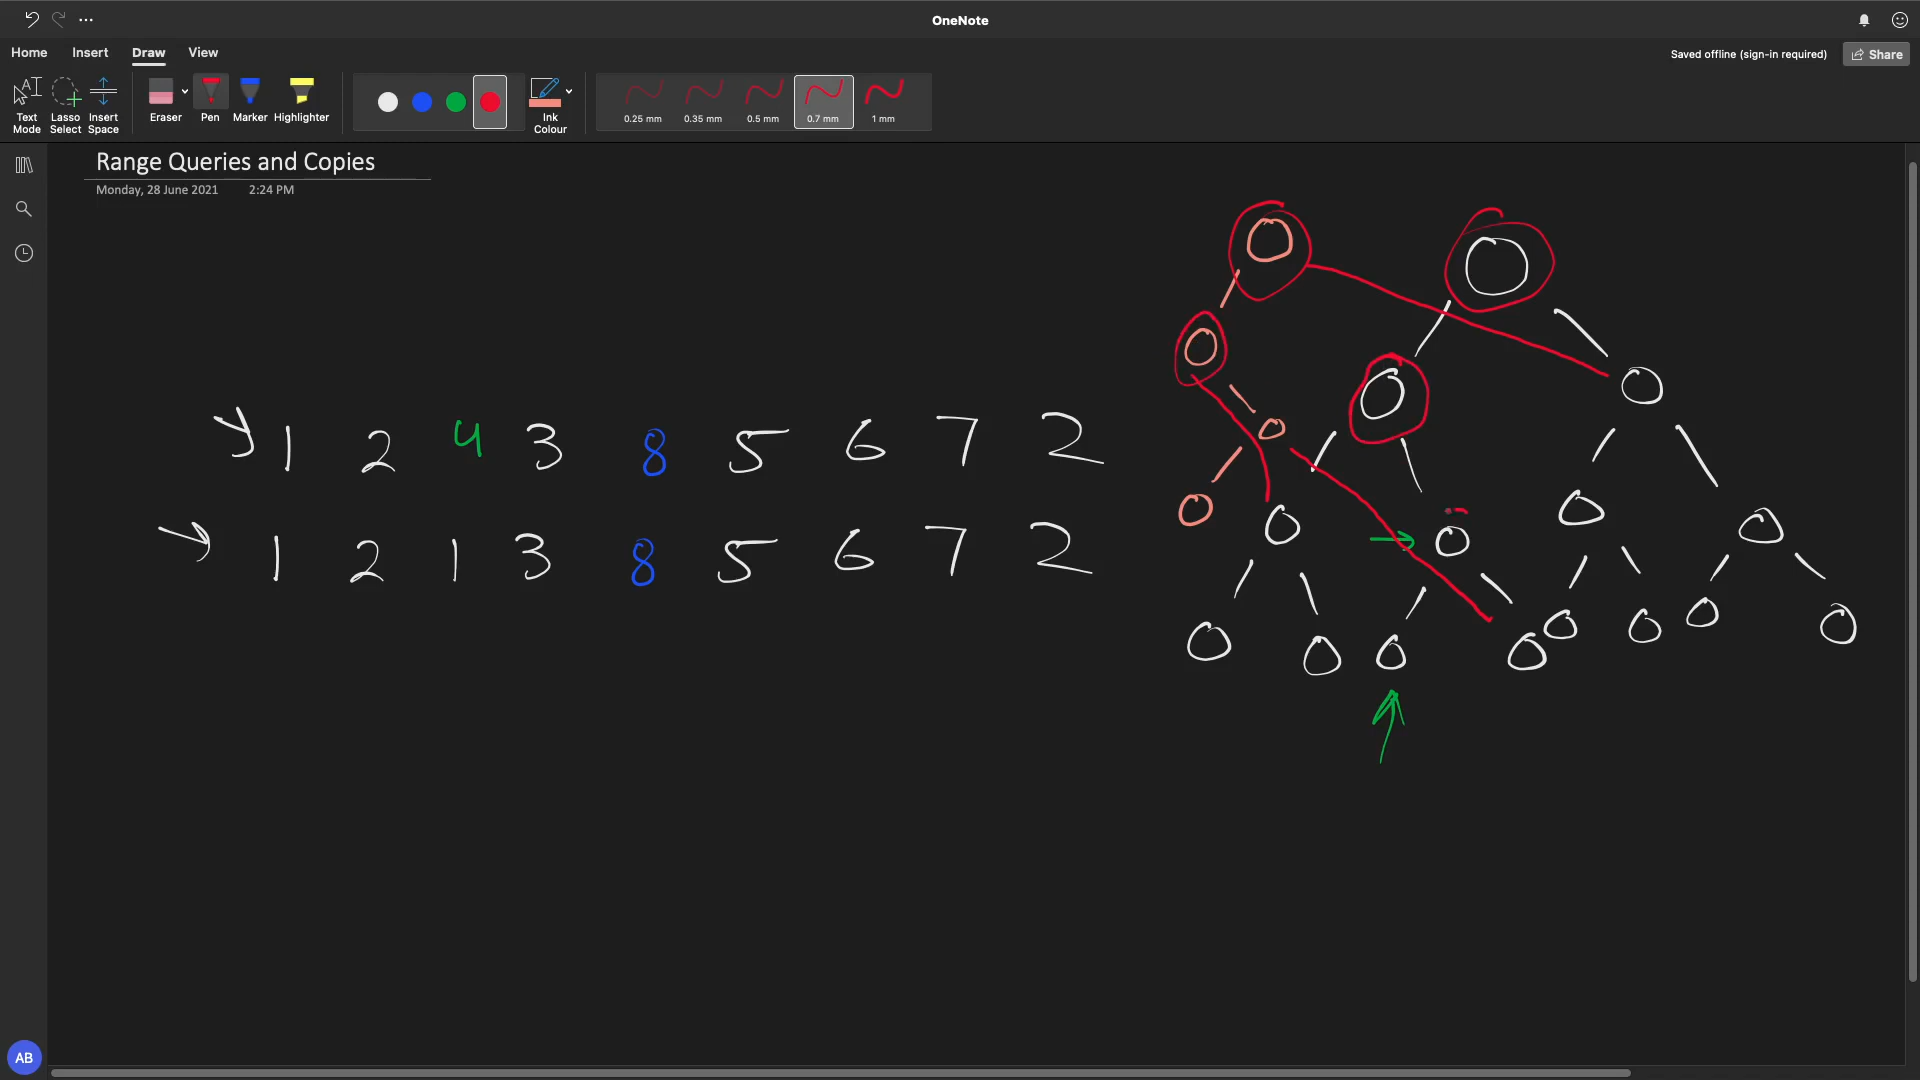 OneNote
Home Insert Draw View
Saved offline (sign-in required) Share
Text Mode Lasso Select Insert Space Eraser Pen Marker Highlighter Ink Colour 0.25 mm 0.35 mm 0.5 mm 0.7 mm 1 mm
Range Queries and Copies
Monday, 28 June 2021 2:24 PM
1 2 4 3 8 5 6 7 2
1 2 1 3 8 5 6 7 2
AB